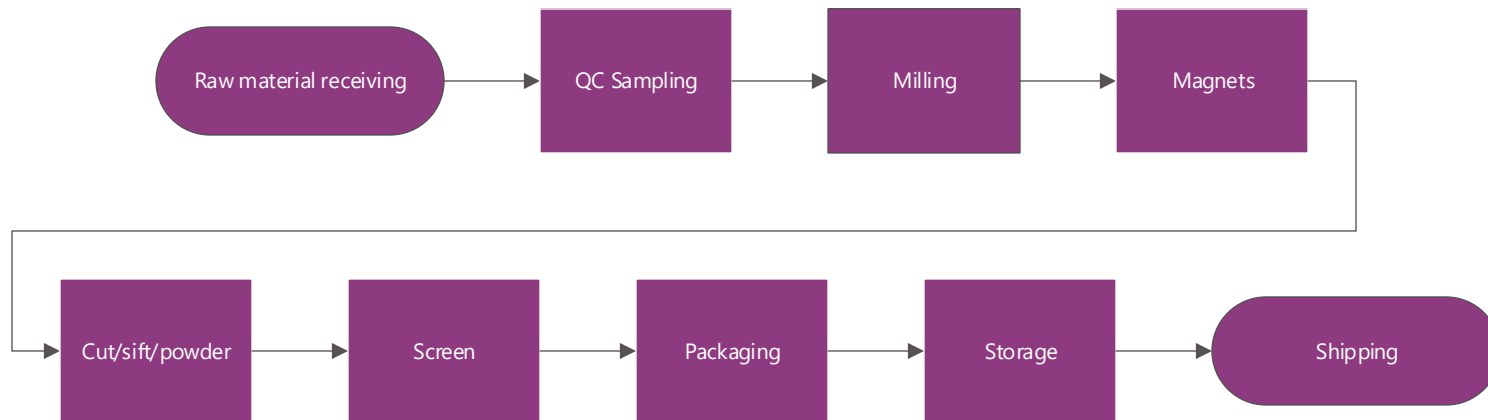 Raw material receiving
QC Sampling
Milling
Magnets
Cut/sift/powder
Screen
Packaging
Storage
Shipping